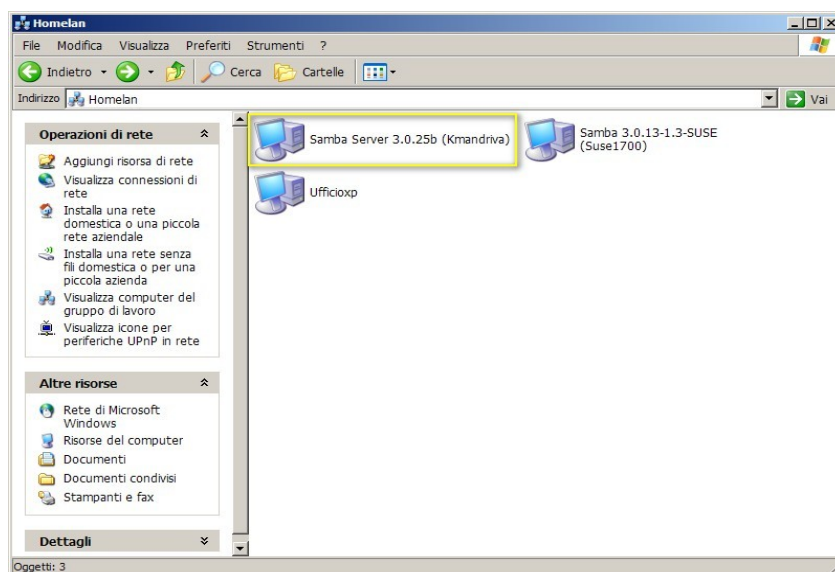 Homelan
File Modifica Visualizza Preferiti Strumenti ?
Indietro Cerca Cartelle
Indirizzo Homelan Vai
Operazioni di rete
Aggiungi risorsa di rete
Visualizza connessioni di
rete
Installa una rete
domestica o una piccola
rete aziendale
Installa una rete senza
fili domestica o per una
piccola azienda
Visualizza computer del
gruppo di lavoro
Visualizza icone per
periferiche UPnP in rete
Altre risorse
Rete di Microsoft
Windows
Risorse del computer
Documenti
Documenti condivisi
Stampanti e fax
Dettagli
Samba Server 3.0.25b (Kmandriva)
Samba 3.0.13-1.3-SUSE
(Suse1700)
Ufficioxp
Oggetti: 3